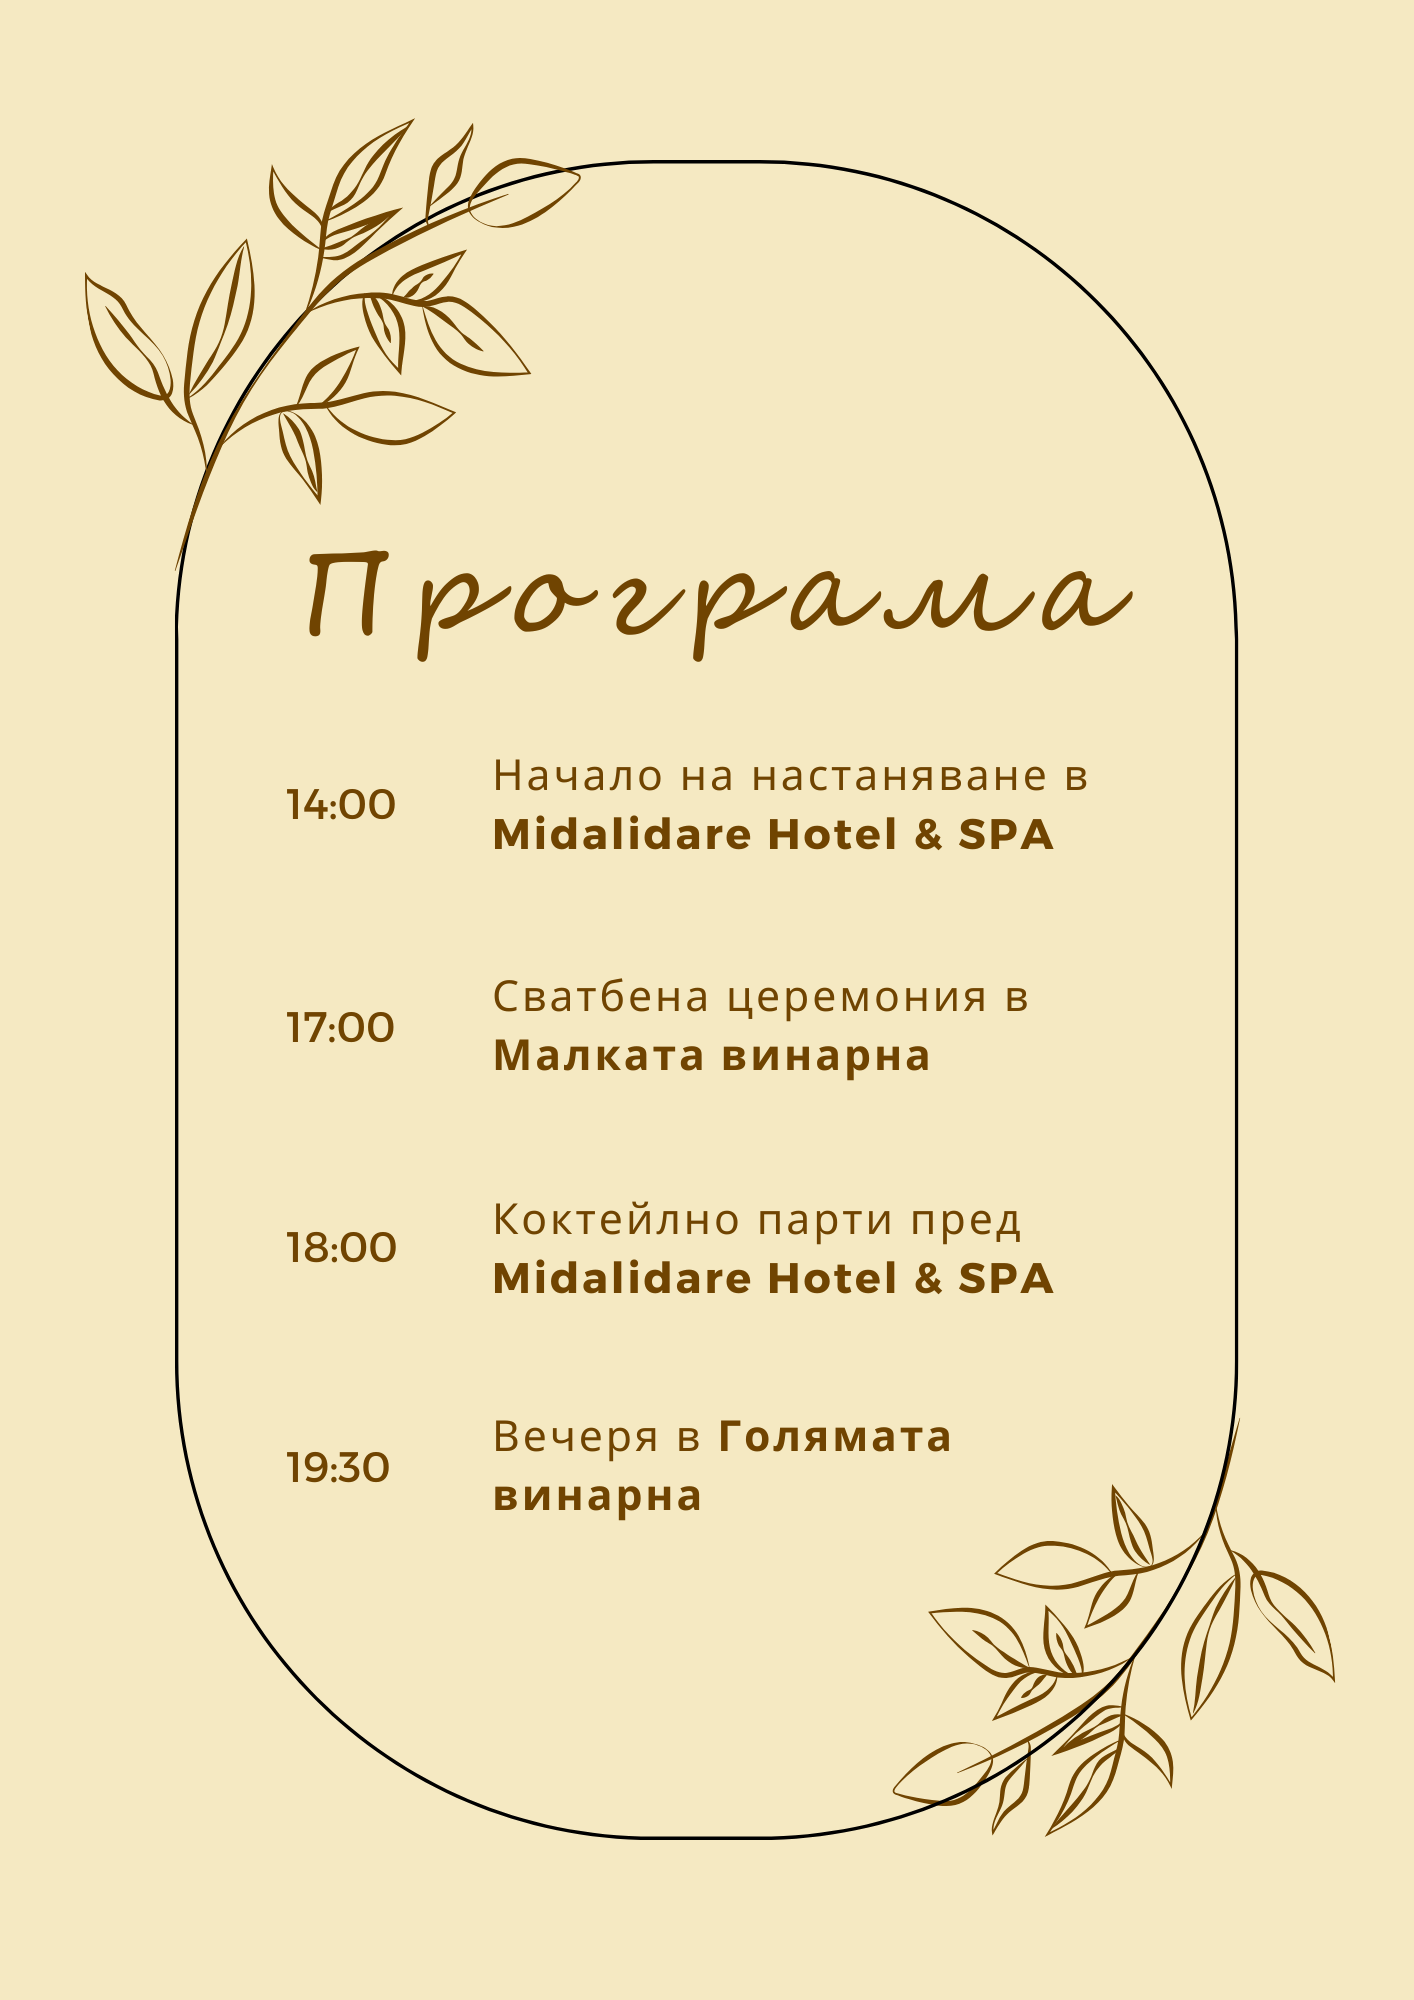 Програма
14:00
Начало на настаняване в
Midalidare Hotel & SPA
17:00
Сватбена церемония в
Малката винарна
18:00
Коктейлно парти пред
Midalidare Hotel & SPA
19:30
Вечеря в Голямата
винарна